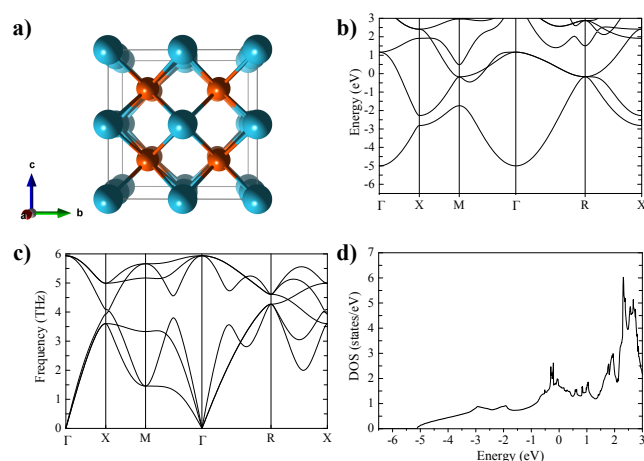 a)
c
a
b
b)
Energy (eV)
3
2
1
0
-1
-2
-3
-4
-5
-6
Γ X M Γ R X
c)
Frequency (THz)
6
5
4
3
2
1
0
Γ X M Γ R X
d)
DOS (states/eV)
7
6
5
4
3
2
1
0
-6 -5 -4 -3 -2 -1 0 1 2 3
Energy (eV)